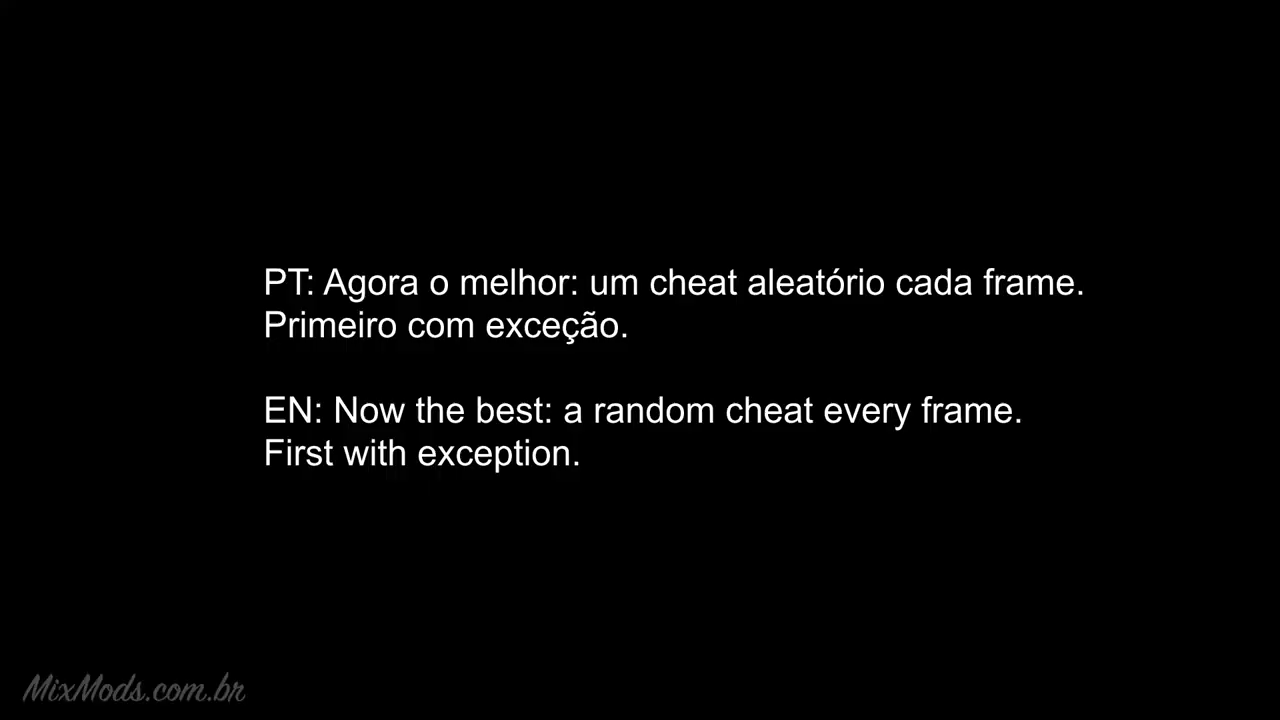 PT: Agora o melhor: um cheat aleatório cada frame.
Primeiro com exceção.
EN: Now the best: a random cheat every frame.
First with exception.
MixMods.com.br